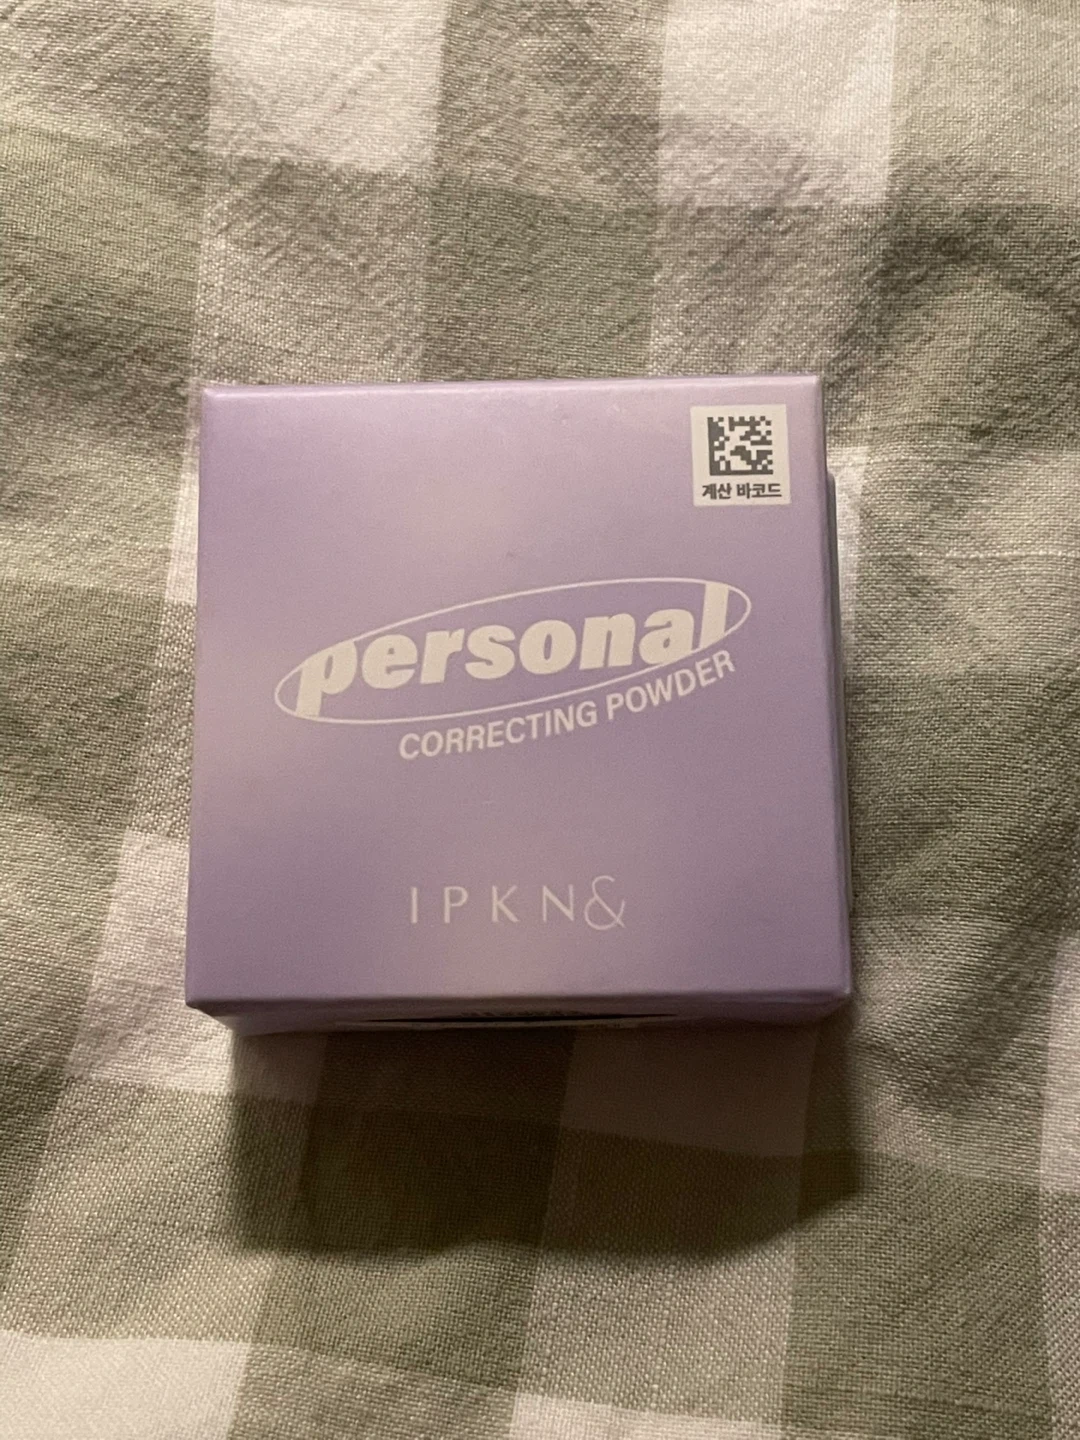 계산 바코드
personal
CORRECTING POWDER
IPKN&